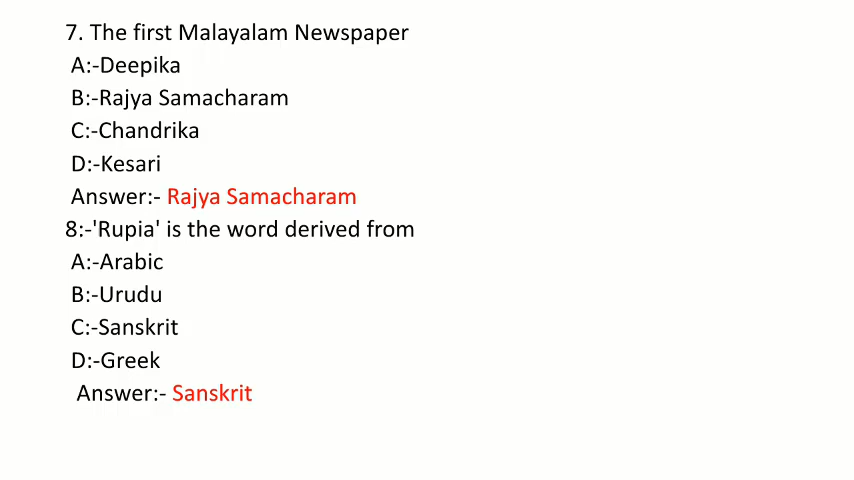 7. The first Malayalam Newspaper
A:-Deepika
B:-Rajya Samacharam
C:-Chandrika
D:-Kesari
Answer:- Rajya Samacharam
8:-'Rupia' is the word derived from
A:-Arabic
B:-Urudu
C:-Sanskrit
D:-Greek
Answer:- Sanskrit